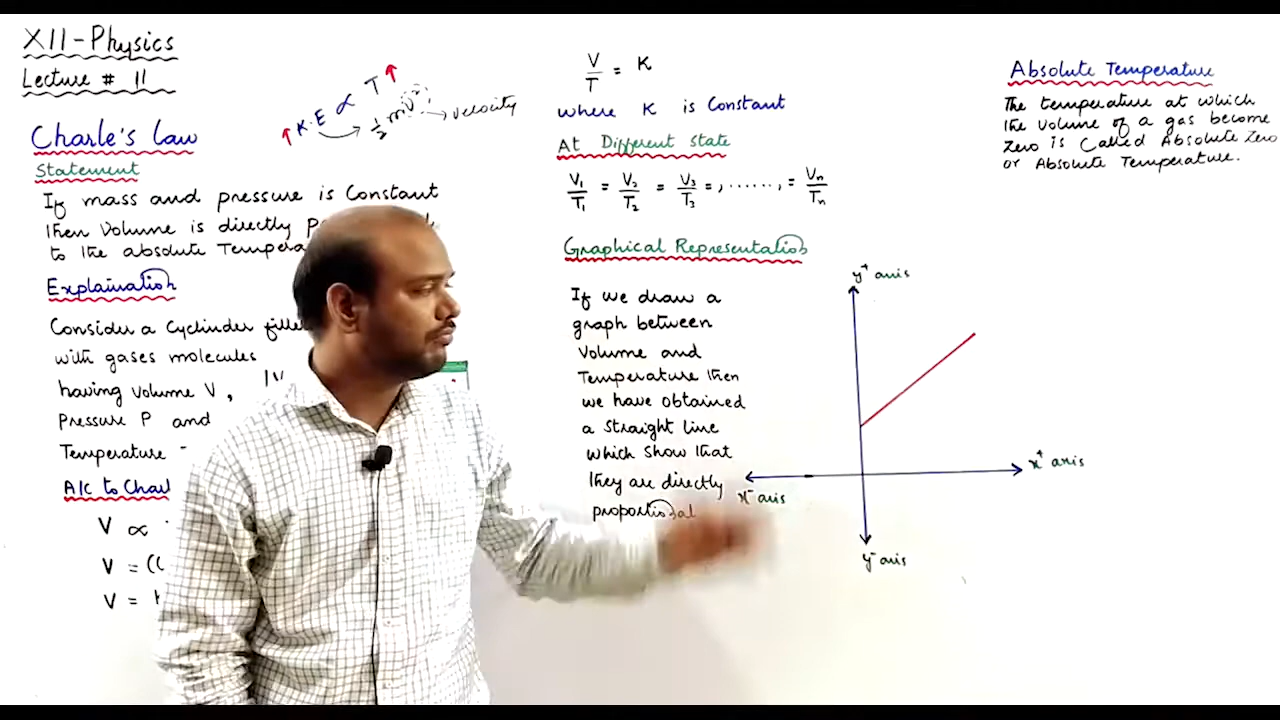 XII-Physics
Lecture # 11
Charle's Law
Statement
If mass and pressure is Constant
then Volume is directly
to the absolute
Explaination
Consider a Cyclinder
with gases molecules
having volume V,
Pressure P and
Temperature
A/C to
V ∝
V =
V =
↑ K.E ∝ T ↑
½ mv² → velocity
V/T = K
where K is Constant
At Different State
V₁/T₁ = V₂/T₂ = V₃/T₃ = ,......, = Vn/Tn
Graphical Representation
If we draw a
graph between
Volume and
Temperature then
we have obtained
a straight line
which show that
they are directly
proportional
y⁺ axis
x⁺ axis
x⁻ axis
y⁻ axis
Absolute Temperature
The temperature at which
the volume of a gas become
Zero is Called Absolute Zero
or Absolute Temperature.